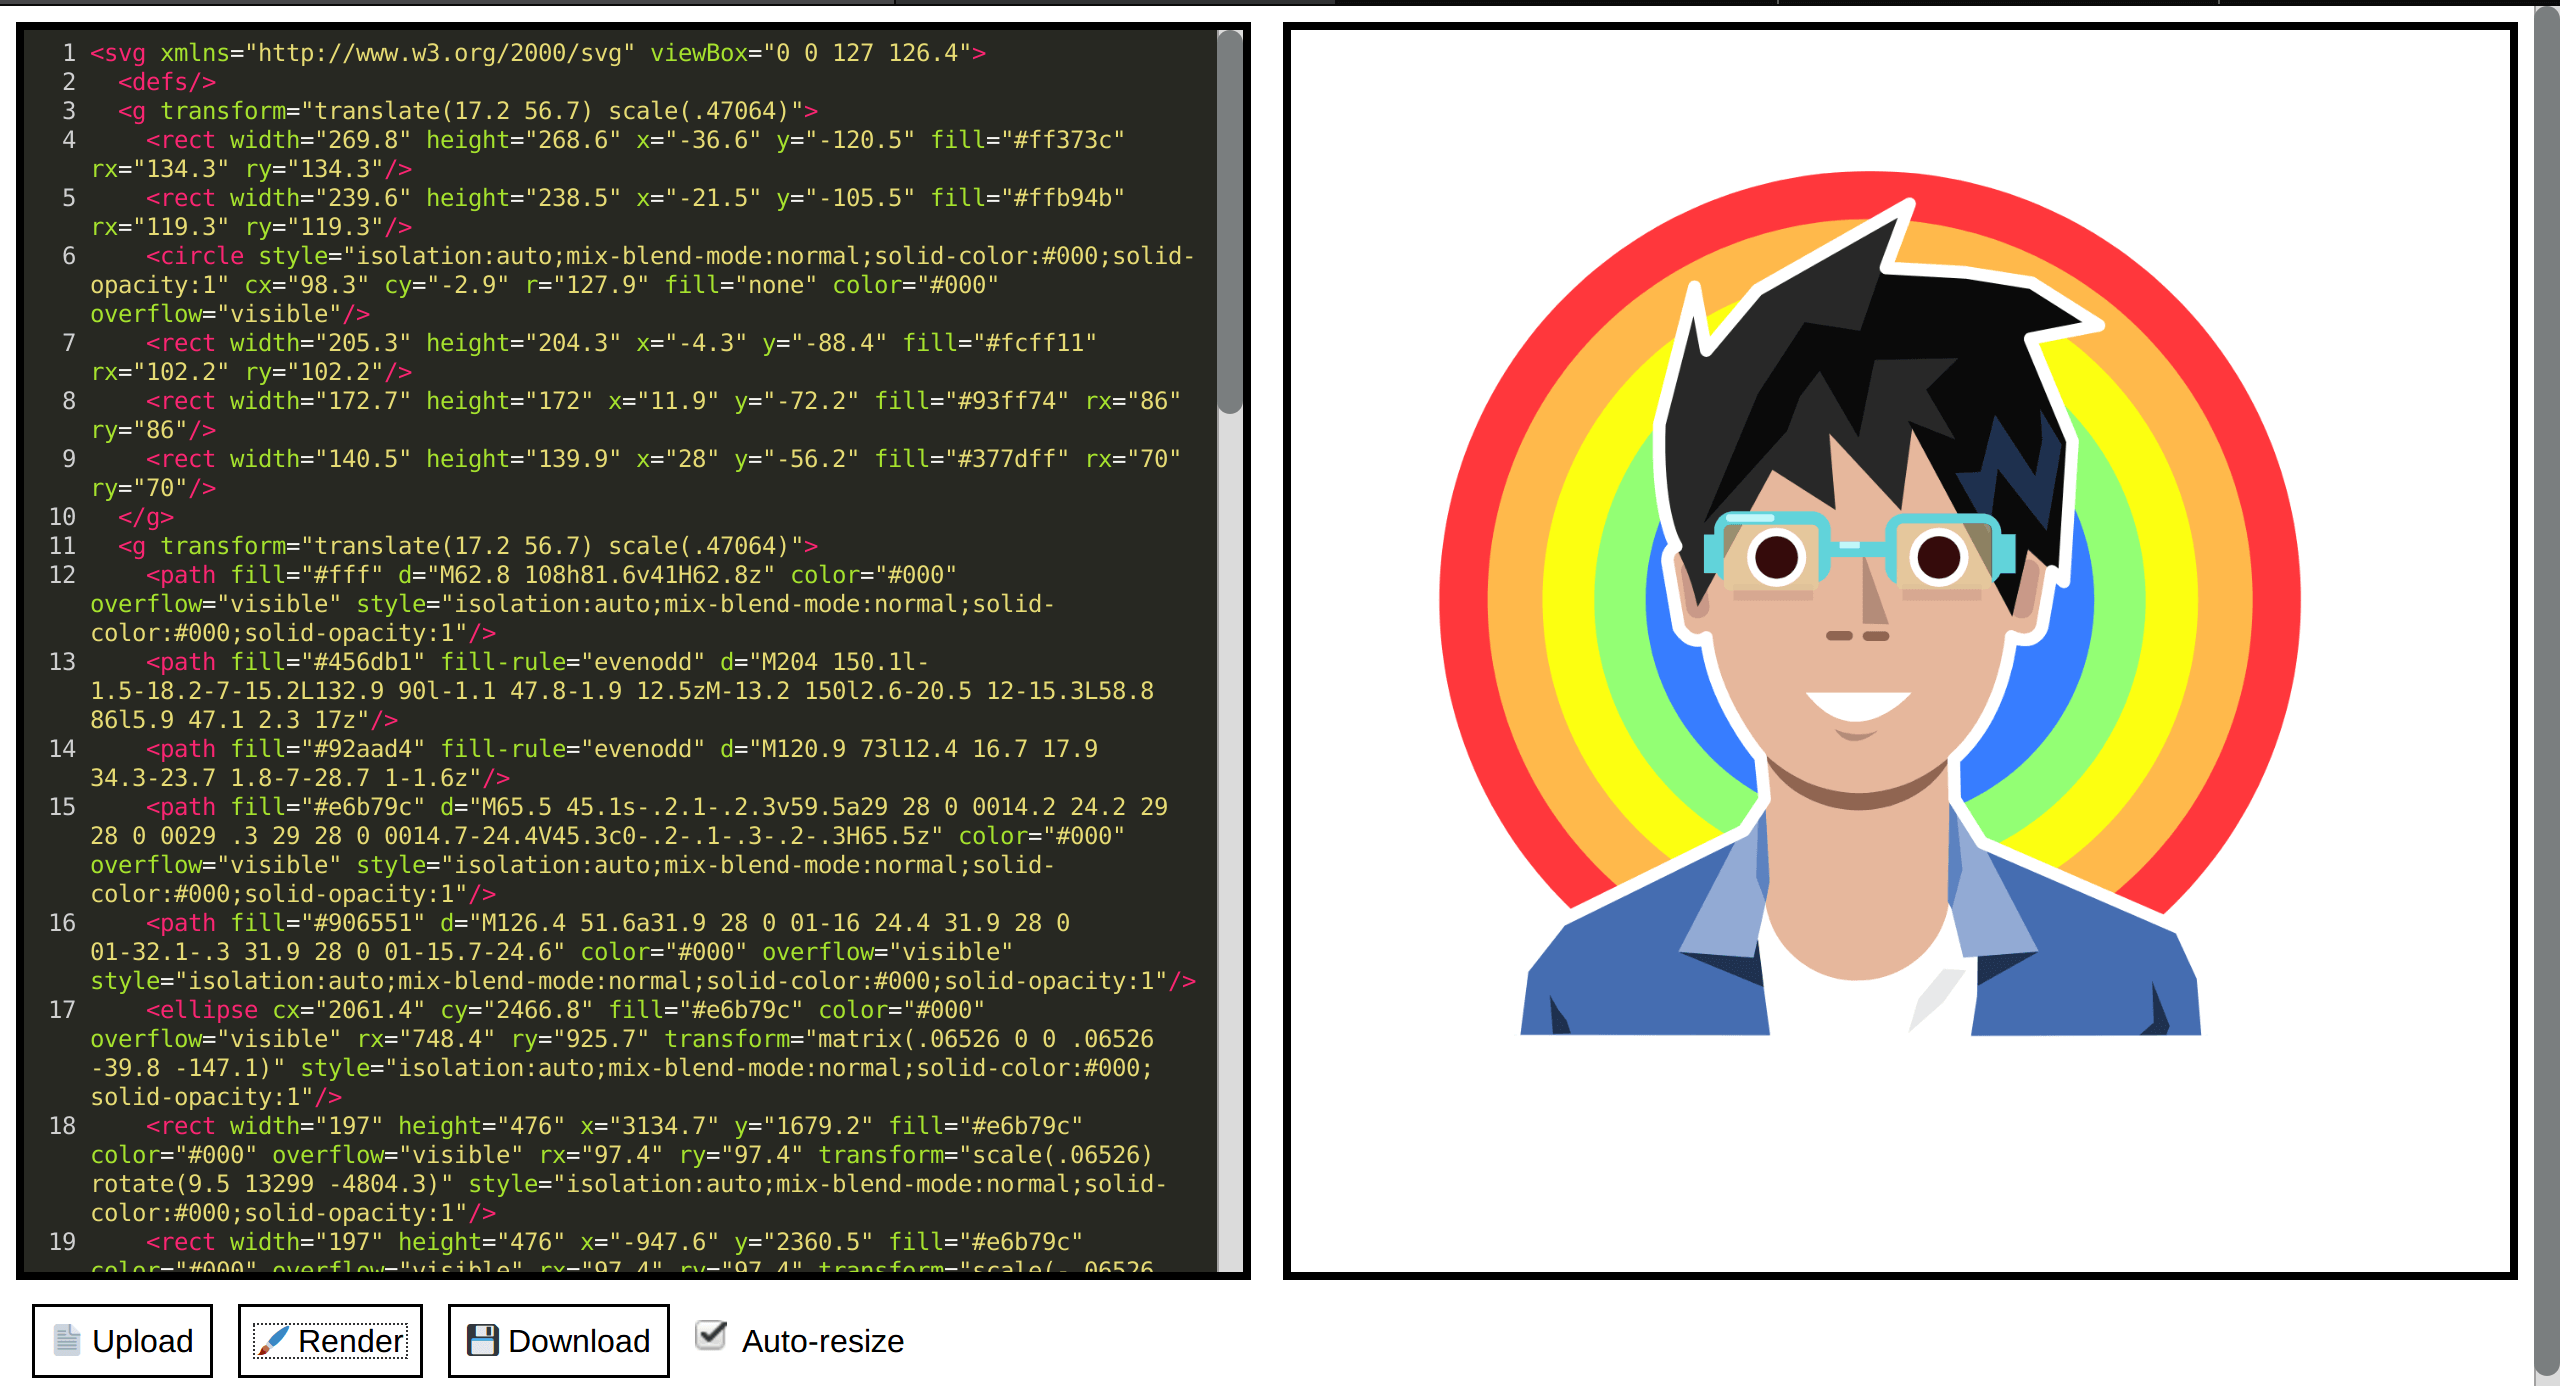 1 <svg xmlns="http://www.w3.org/2000/svg" viewBox="0 0 127 126.4">
2   <defs/>
3   <g transform="translate(17.2 56.7) scale(.47064)">
4     <rect width="269.8" height="268.6" x="-36.6" y="-120.5" fill="#ff373c"
rx="134.3" ry="134.3"/>
5     <rect width="239.6" height="238.5" x="-21.5" y="-105.5" fill="#ffb94b"
rx="119.3" ry="119.3"/>
6     <circle style="isolation:auto;mix-blend-mode:normal;solid-color:#000;solid-
opacity:1" cx="98.3" cy="-2.9" r="127.9" fill="none" color="#000"
overflow="visible"/>
7     <rect width="205.3" height="204.3" x="-4.3" y="-88.4" fill="#fcff11"
rx="102.2" ry="102.2"/>
8     <rect width="172.7" height="172" x="11.9" y="-72.2" fill="#93ff74" rx="86"
ry="86"/>
9     <rect width="140.5" height="139.9" x="28" y="-56.2" fill="#377dff" rx="70"
ry="70"/>
10   </g>
11   <g transform="translate(17.2 56.7) scale(.47064)">
12     <path fill="#fff" d="M62.8 108h81.6v41H62.8z" color="#000"
overflow="visible" style="isolation:auto;mix-blend-mode:normal;solid-
color:#000;solid-opacity:1"/>
13     <path fill="#456db1" fill-rule="evenodd" d="M204 150.1l-
1.5-18.2-7-15.2L132.9 90l-1.1 47.8-1.9 12.5zM-13.2 150l2.6-20.5 12-15.3L58.8
86l5.9 47.1 2.3 17z"/>
14     <path fill="#92aad4" fill-rule="evenodd" d="M120.9 73l12.4 16.7 17.9
34.3-23.7 1.8-7-28.7 1-1.6z"/>
15     <path fill="#e6b79c" d="M65.5 45.1s-.2.1-.2.3v59.5a29 28 0 0014.2 24.2 29
28 0 0029 .3 29 28 0 0014.7-24.4V45.3c0-.2-.1-.3-.2-.3H65.5z" color="#000"
overflow="visible" style="isolation:auto;mix-blend-mode:normal;solid-
color:#000;solid-opacity:1"/>
16     <path fill="#906551" d="M126.4 51.6a31.9 28 0 01-16 24.4 31.9 28 0
01-32.1-.3 31.9 28 0 01-15.7-24.6" color="#000" overflow="visible"
style="isolation:auto;mix-blend-mode:normal;solid-color:#000;solid-opacity:1"/>
17     <ellipse cx="2061.4" cy="2466.8" fill="#e6b79c" color="#000"
overflow="visible" rx="748.4" ry="925.7" transform="matrix(.06526 0 0 .06526
-39.8 -147.1)" style="isolation:auto;mix-blend-mode:normal;solid-color:#000;
solid-opacity:1"/>
18     <rect width="197" height="476" x="3134.7" y="1679.2" fill="#e6b79c"
color="#000" overflow="visible" rx="97.4" ry="97.4" transform="scale(.06526)
rotate(9.5 13299 -4804.3)" style="isolation:auto;mix-blend-mode:normal;solid-
color:#000;solid-opacity:1"/>
19     <rect width="197" height="476" x="-947.6" y="2360.5" fill="#e6b79c"
color="#000" overflow="visible" rx="97.4" ry="97.4" transform="scale(-.06526
Upload Render Download Auto-resize